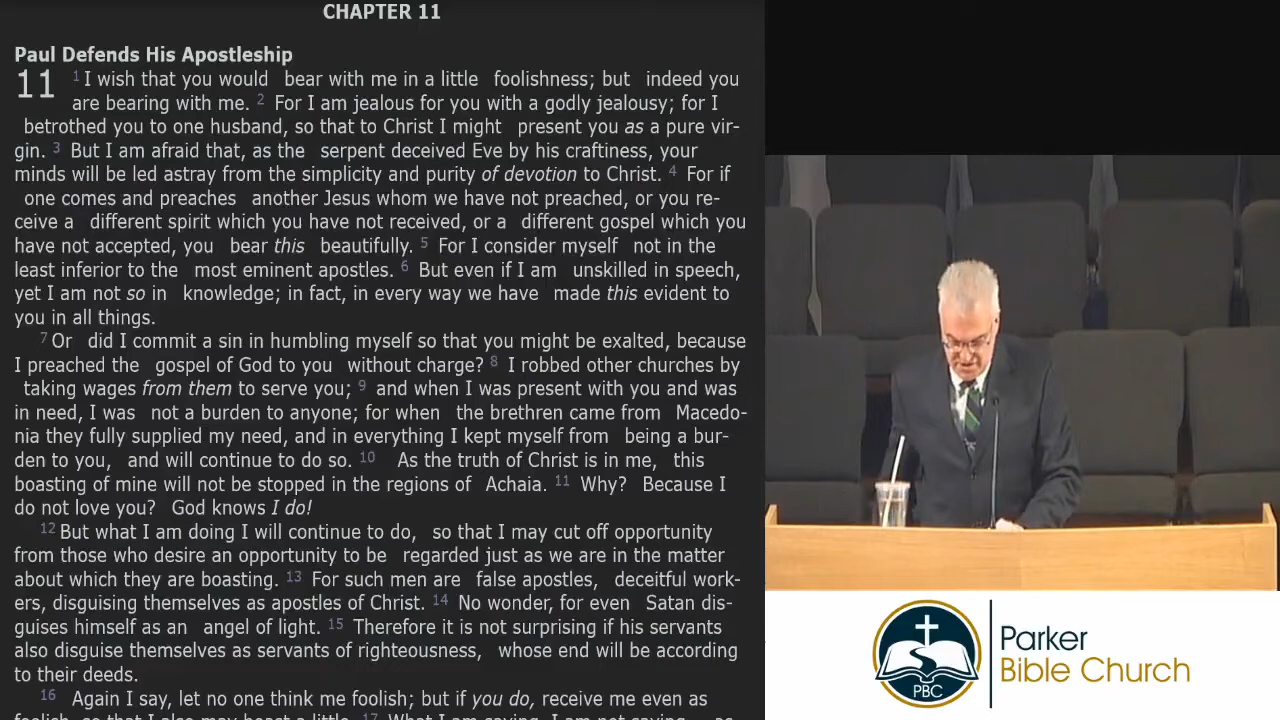 CHAPTER 11
Paul Defends His Apostleship
11 1 I wish that you would bear with me in a little foolishness; but indeed you
are bearing with me. 2 For I am jealous for you with a godly jealousy; for I
betrothed you to one husband, so that to Christ I might present you as a pure vir-
gin. 3 But I am afraid that, as the serpent deceived Eve by his craftiness, your
minds will be led astray from the simplicity and purity of devotion to Christ. 4 For if
one comes and preaches another Jesus whom we have not preached, or you re-
ceive a different spirit which you have not received, or a different gospel which you
have not accepted, you bear this beautifully. 5 For I consider myself not in the
least inferior to the most eminent apostles. 6 But even if I am unskilled in speech,
yet I am not so in knowledge; in fact, in every way we have made this evident to
you in all things.
7 Or did I commit a sin in humbling myself so that you might be exalted, because
I preached the gospel of God to you without charge? 8 I robbed other churches by
taking wages from them to serve you; 9 and when I was present with you and was
in need, I was not a burden to anyone; for when the brethren came from Macedo-
nia they fully supplied my need, and in everything I kept myself from being a bur-
den to you, and will continue to do so. 10 As the truth of Christ is in me, this
boasting of mine will not be stopped in the regions of Achaia. 11 Why? Because I
do not love you? God knows I do!
12 But what I am doing I will continue to do, so that I may cut off opportunity
from those who desire an opportunity to be regarded just as we are in the matter
about which they are boasting. 13 For such men are false apostles, deceitful work-
ers, disguising themselves as apostles of Christ. 14 No wonder, for even Satan dis-
guises himself as an angel of light. 15 Therefore it is not surprising if his servants
also disguise themselves as servants of righteousness, whose end will be according
to their deeds.
16 Again I say, let no one think me foolish; but if you do, receive me even as
foolish, so that I also may boast a little. 17 What I am saying, I am not saying as
PBC
Parker
Bible Church